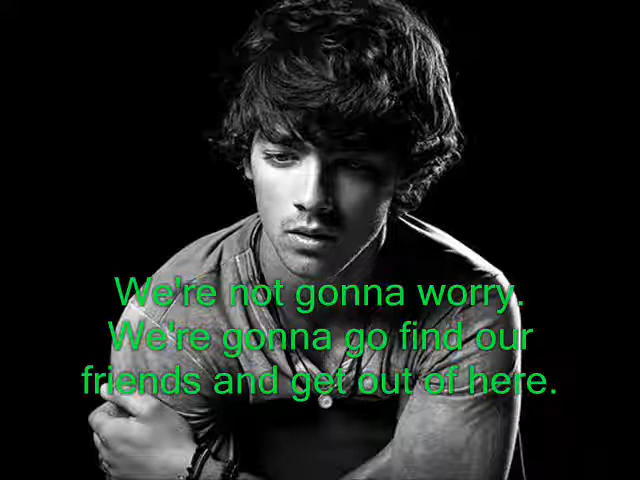 We're not gonna worry.
We're gonna go find our
friends and get out of here.